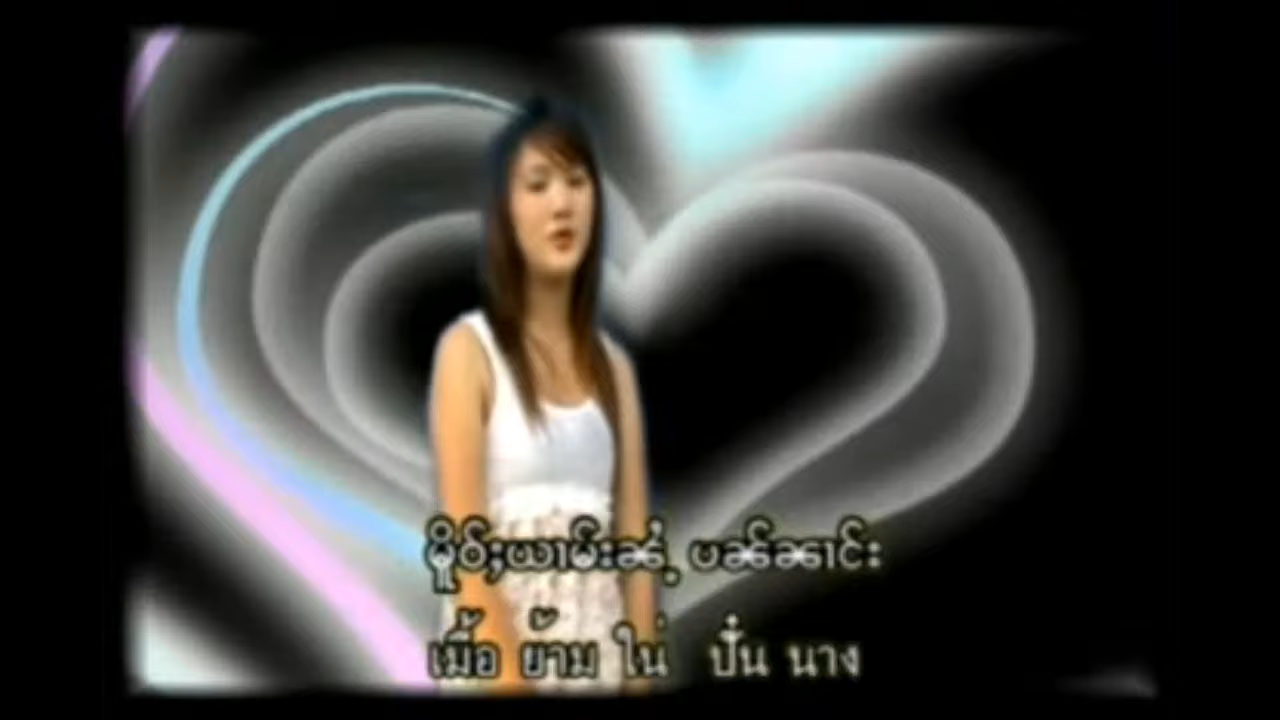 မိူဝ်ႈယၢမ်းၼႆႉ ပၼ်ၼၢင်း
เมื้อ ย้าม ใน่ ปั๋น นาง